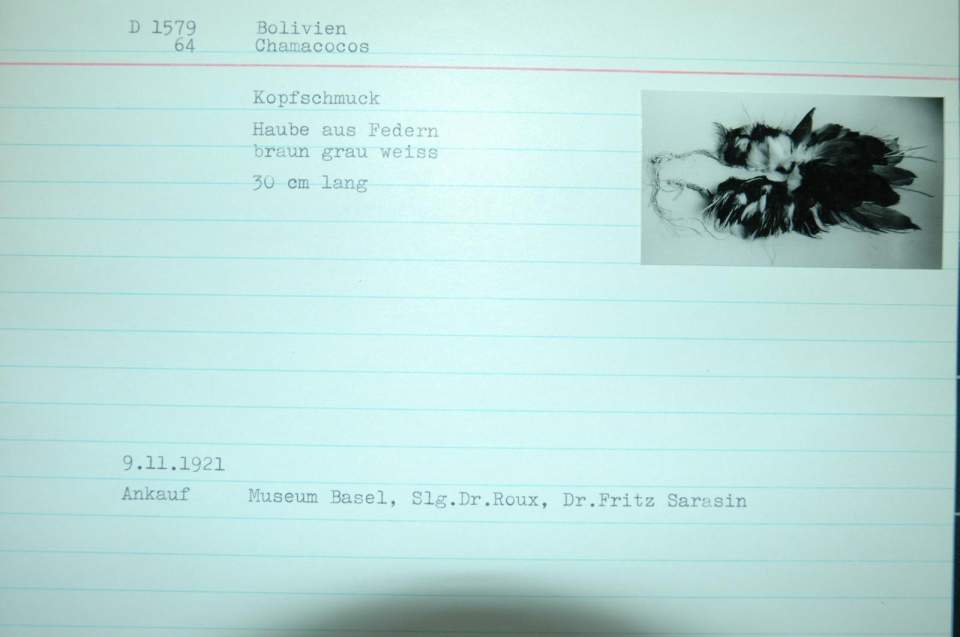 D 1579 Bolivien
64 Chamacocos
Kopfschmuck
Haube aus Federn
braun grau weiss
30 cm lang
9.11.1921
Ankauf Museum Basel, Slg.Dr.Roux, Dr.Fritz Sarasin